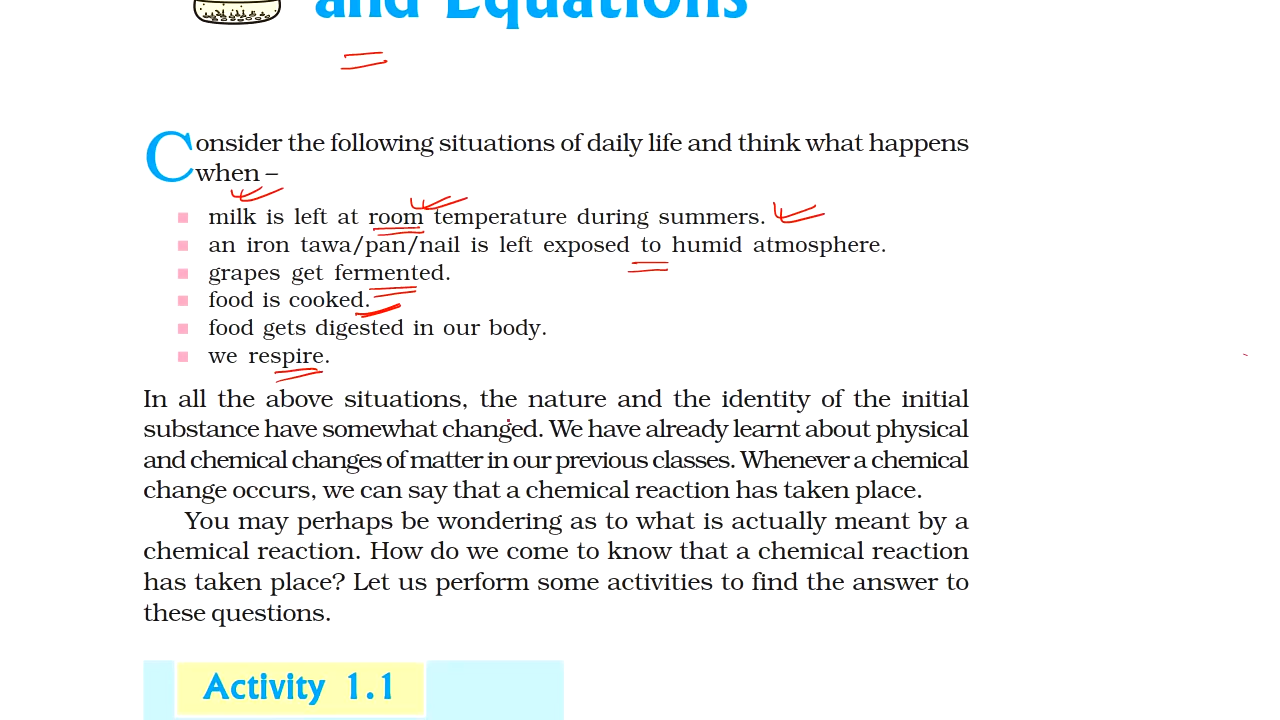 and Equations
Consider the following situations of daily life and think what happens
when –
milk is left at room temperature during summers.
an iron tawa/pan/nail is left exposed to humid atmosphere.
grapes get fermented.
food is cooked.
food gets digested in our body.
we respire.
In all the above situations, the nature and the identity of the initial
substance have somewhat changed. We have already learnt about physical
and chemical changes of matter in our previous classes. Whenever a chemical
change occurs, we can say that a chemical reaction has taken place.
You may perhaps be wondering as to what is actually meant by a
chemical reaction. How do we come to know that a chemical reaction
has taken place? Let us perform some activities to find the answer to
these questions.
Activity 1.1